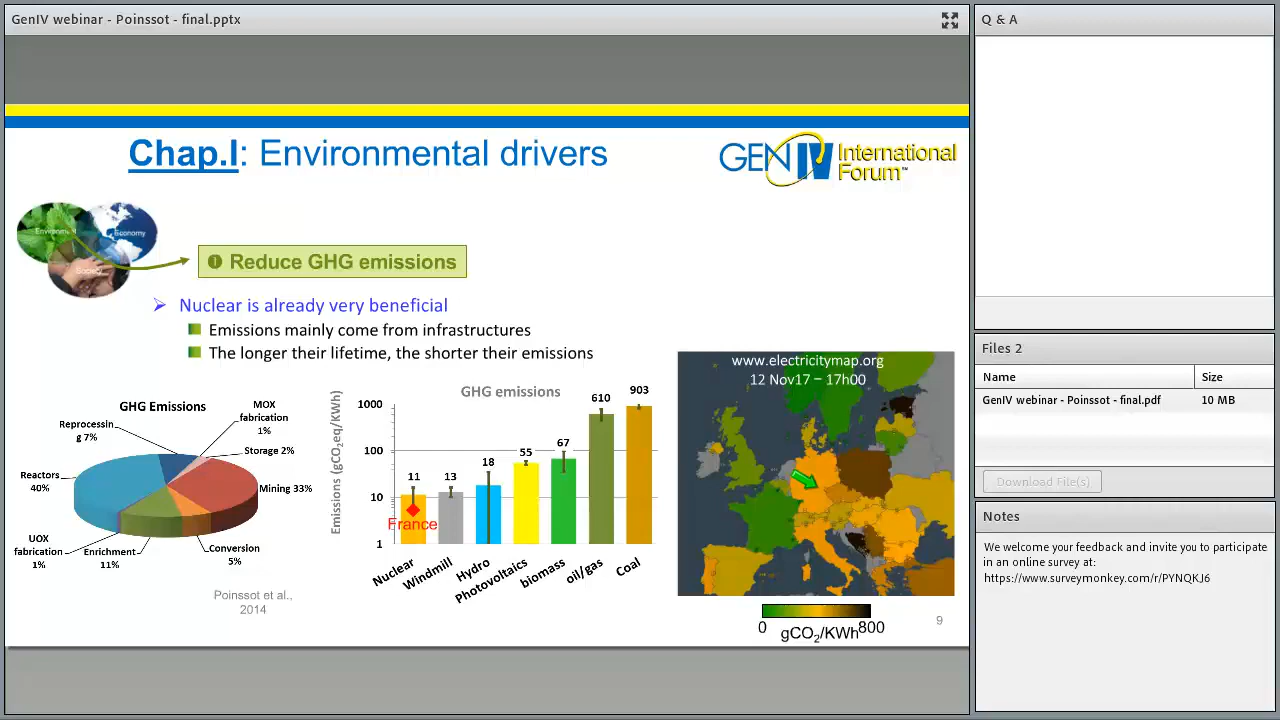 GenIV webinar - Poinssot - final.pptx
Chap.I: Environmental drivers
GEN IV International
Forum™
Environment
Economy
Society
❶ Reduce GHG emissions
Nuclear is already very beneficial
Emissions mainly come from infrastructures
The longer their lifetime, the shorter their emissions
GHG Emissions
MOX
fabrication
1%
Reprocessin
g 7%
Storage 2%
Reactors
40%
Mining 33%
UOX
fabrication
1%
Enrichment
11%
Conversion
5%
Poinssot et al.,
2014
GHG emissions
Emissions (gCO2eq/KWh)
1000
100
10
1
11
13
18
55
67
610
903
France
Nuclear
Windmill
Hydro
Photovoltaics
biomass
oil/gas
Coal
www.electricitymap.org
12 Nov17 – 17h00
0
gCO2/KWh
800
9
Q & A
Files 2
Name
Size
GenIV webinar - Poinssot - final.pdf
10 MB
Download File(s)
Notes
We welcome your feedback and invite you to participate
in an online survey at:
https://www.surveymonkey.com/r/PYNQKJ6